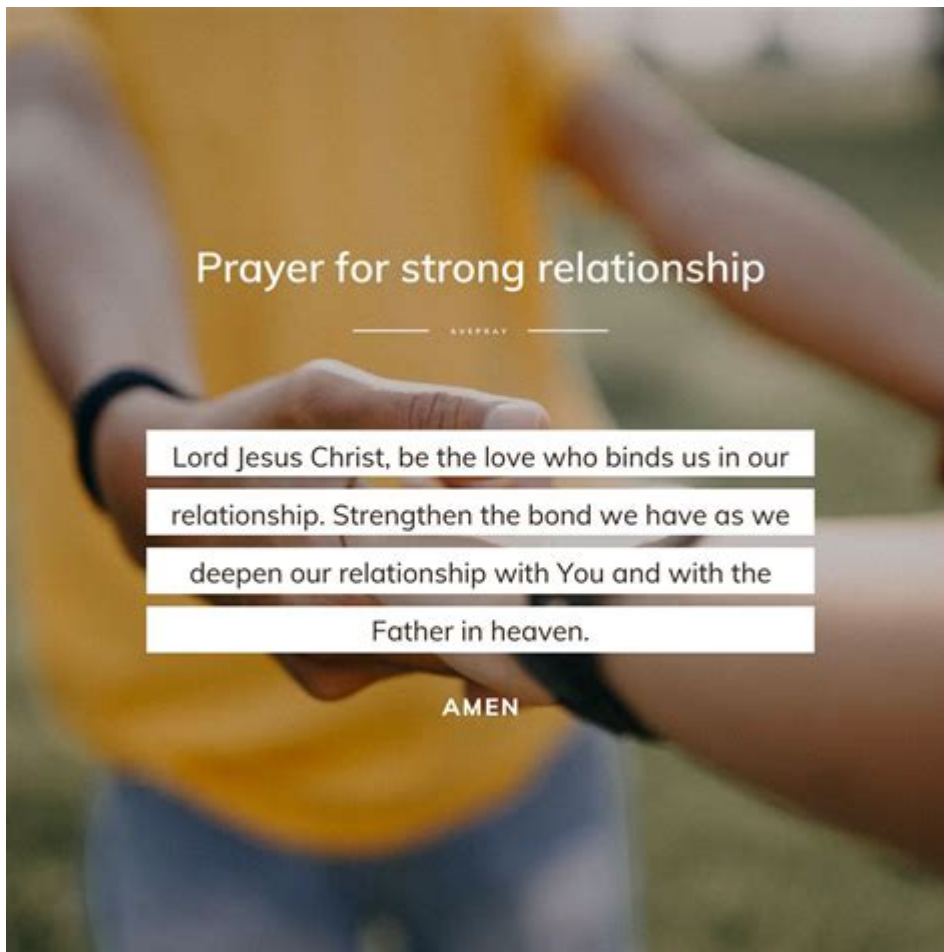 Prayer for strong relationship
AVEPRAY
Lord Jesus Christ, be the love who binds us in our
relationship. Strengthen the bond we have as we
deepen our relationship with You and with the
Father in heaven.
AMEN